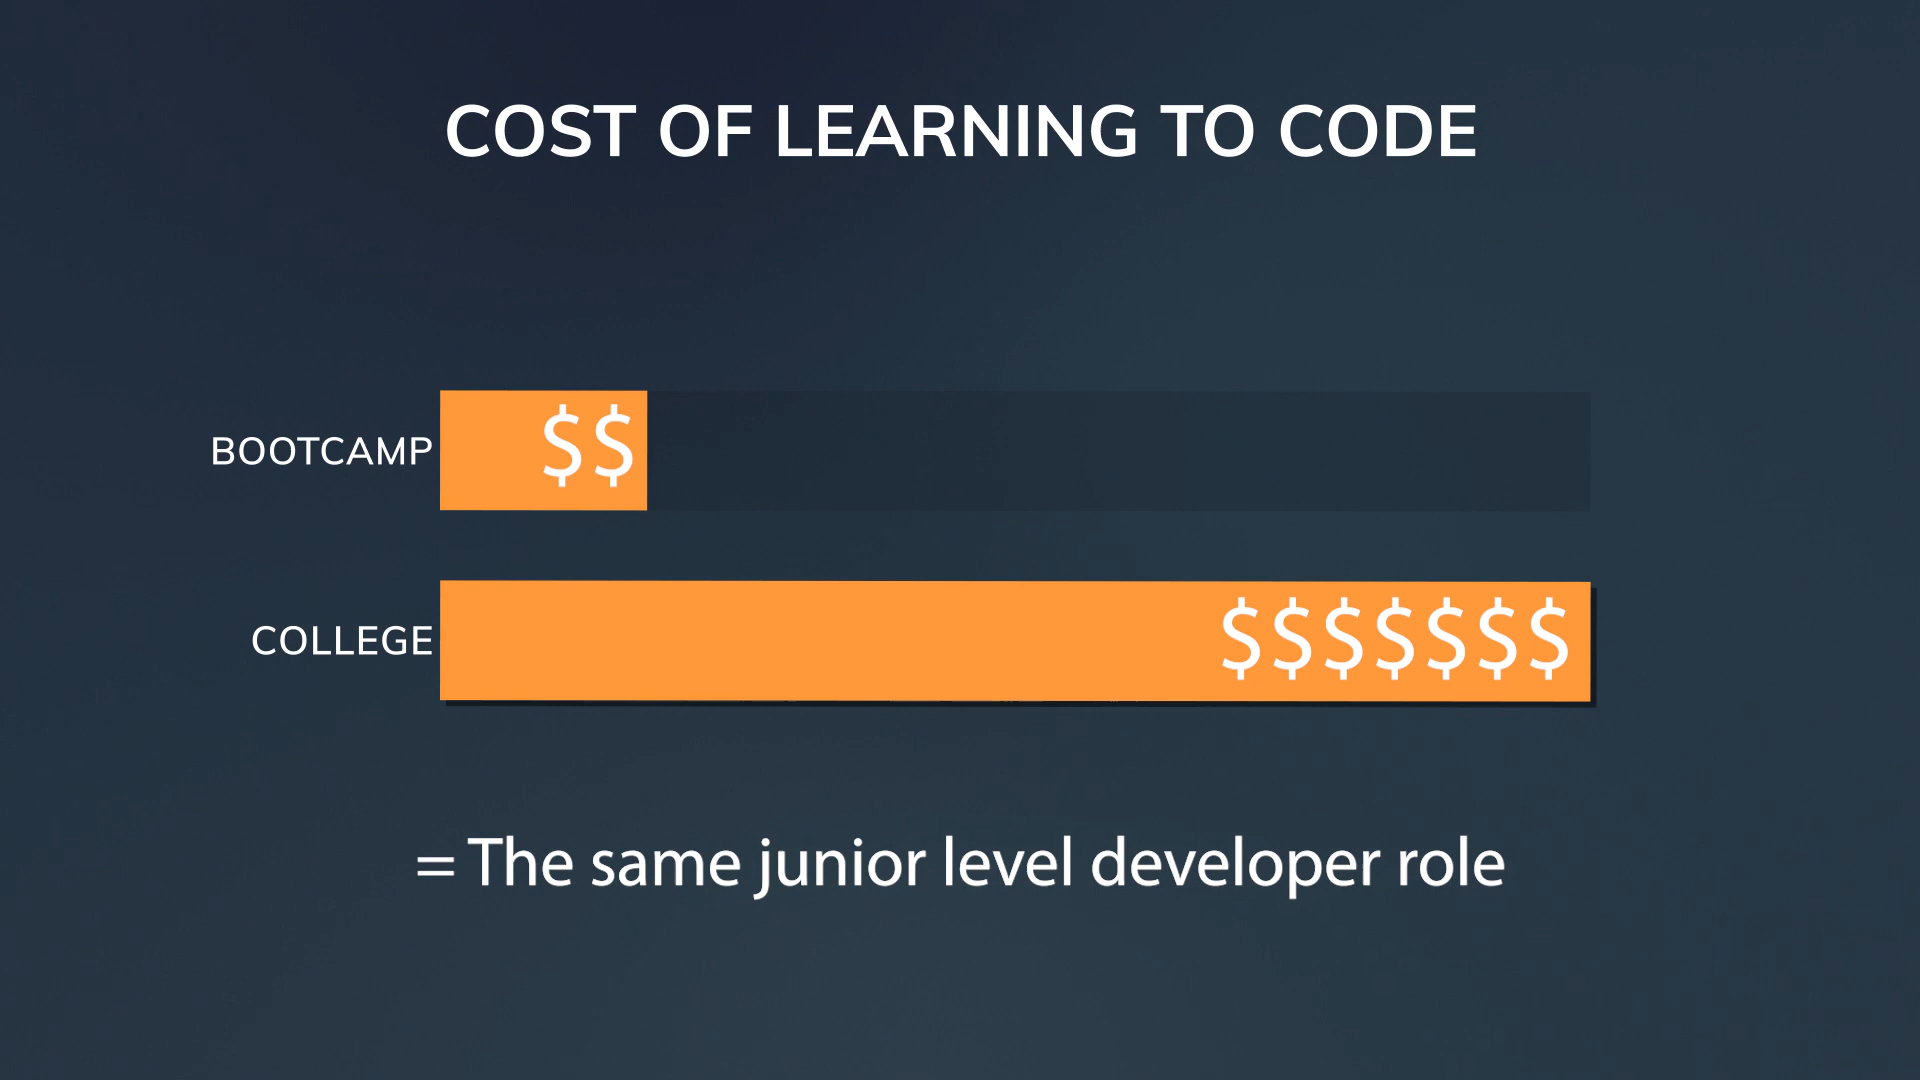 COST OF LEARNING TO CODE
BOOTCAMP $$
COLLEGE $$$$$$$
= The same junior level developer role